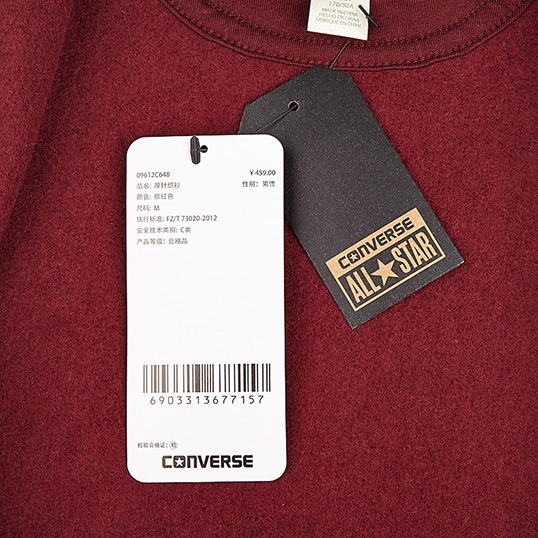 170/92A
MADE IN CHINA
HECHO EN CHINA
FABRIQUÉ EN CHINE
09612C648 ￥459.00
品名: 厚针织衫 性别: 男性
颜色: 棕红色
尺码: M
执行标准: FZ/T 73020-2012
安全技术类别: C类
产品等级: 合格品
6903313677157
检验合格证: 检
CONVERSE
CONVERSE
ALL STAR